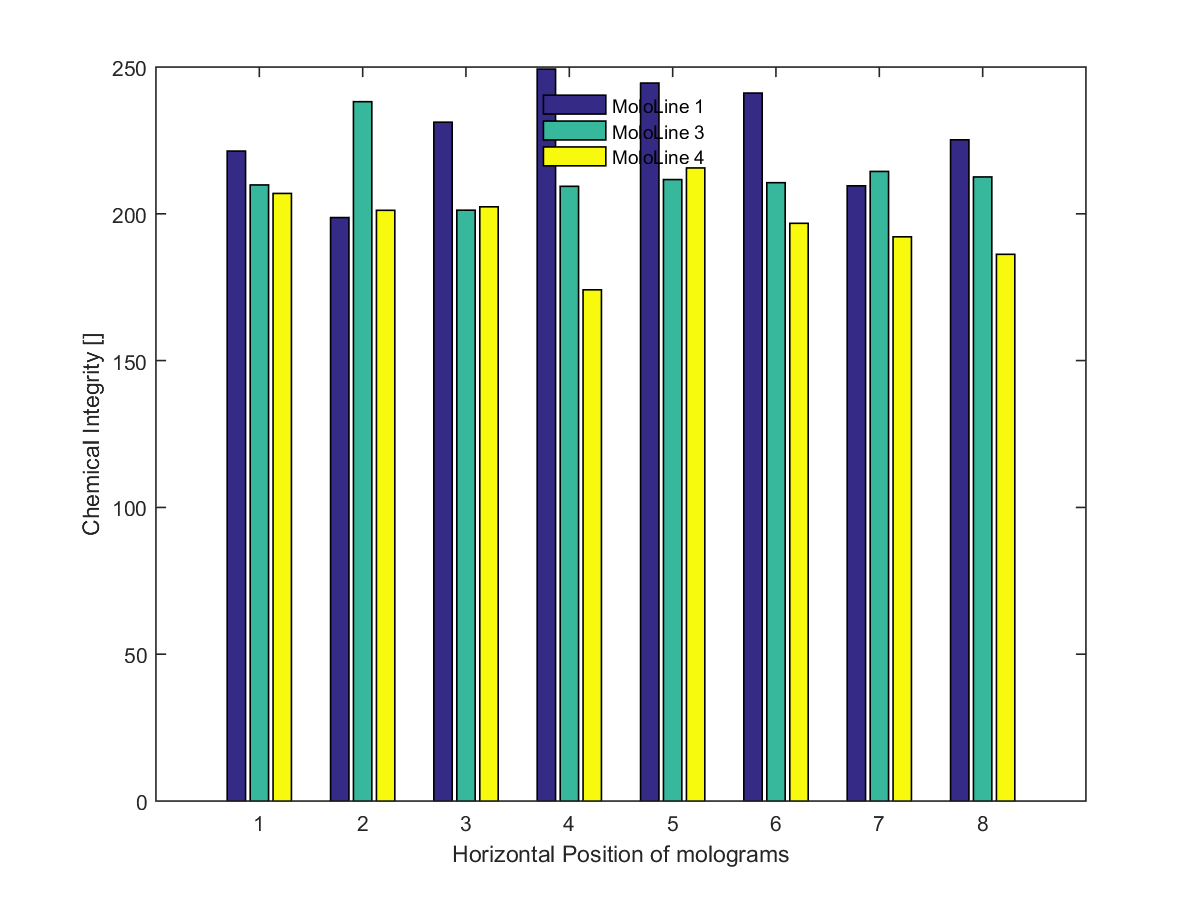 250
200
150
100
50
0
Chemical Integrity []
MoloLine 1
MoloLine 3
MoloLine 4
1 2 3 4 5 6 7 8
Horizontal Position of molograms